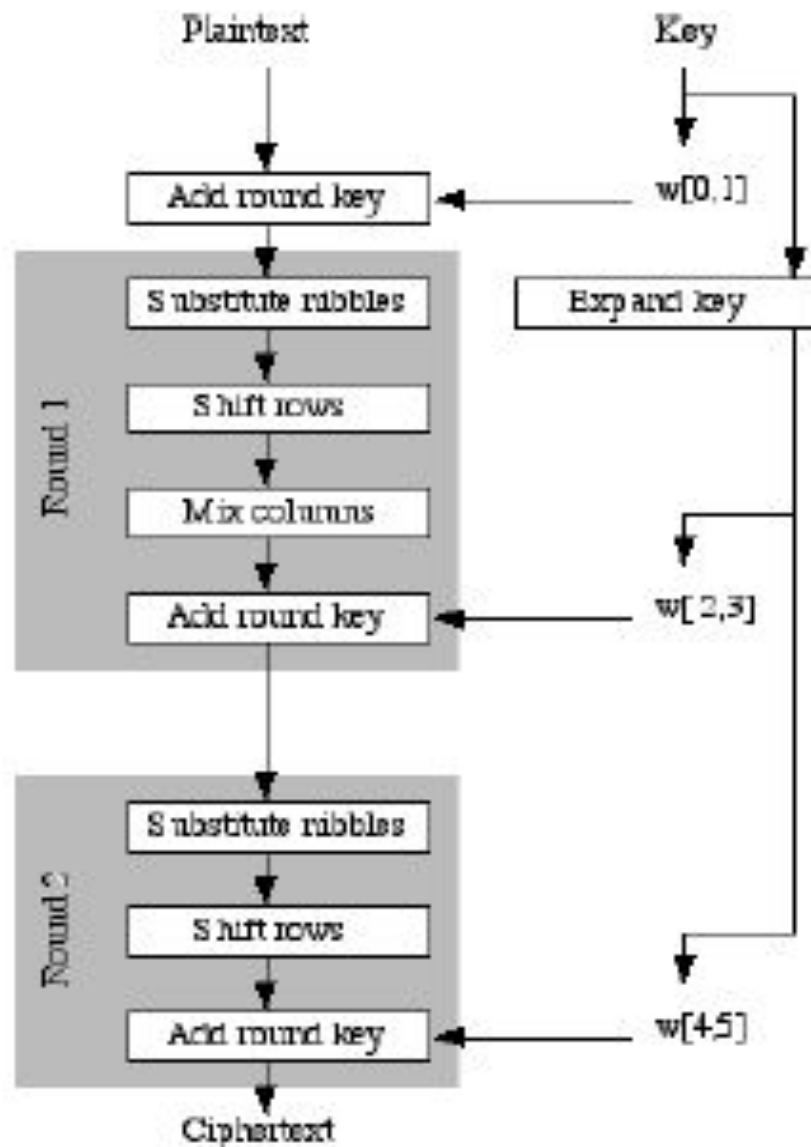 Plaintext
Key
Add round key
w[0,1]
Round 1
Substitute nibbles
Expand key
Shift rows
Mix columns
Add round key
w[2,3]
Round 2
Substitute nibbles
Shift rows
Add round key
w[4,5]
Ciphertext